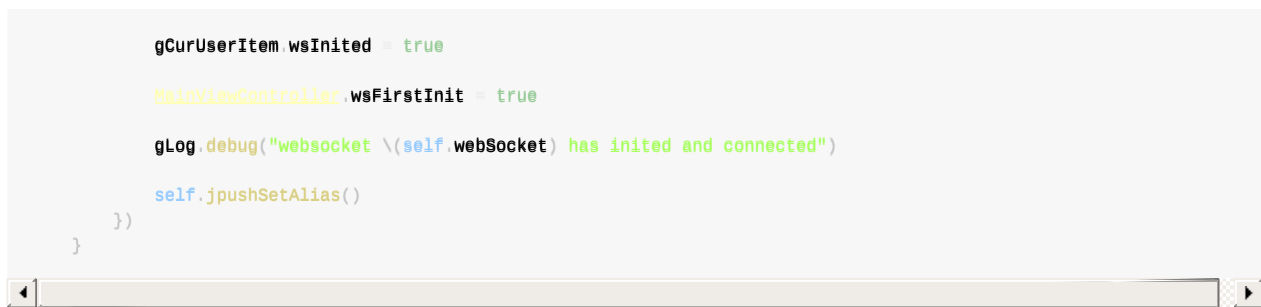 gCurUserItem.wsInited = true
MainViewController.wsFirstInit = true
gLog.debug("websocket \(self.webSocket) has inited and connected")
self.jpushSetAlias()
})
}